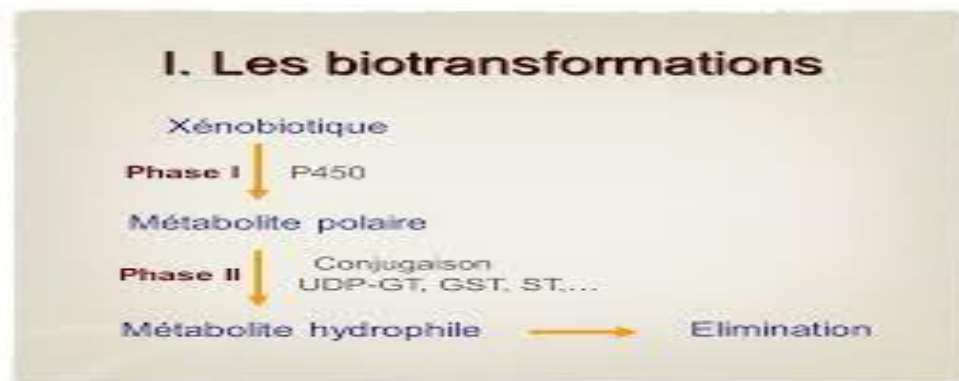 I. Les biotransformations
Xénobiotique
Phase I P450
Métabolite polaire
Phase II Conjugaison
UDP-GT, GST, ST,...
Métabolite hydrophile Elimination